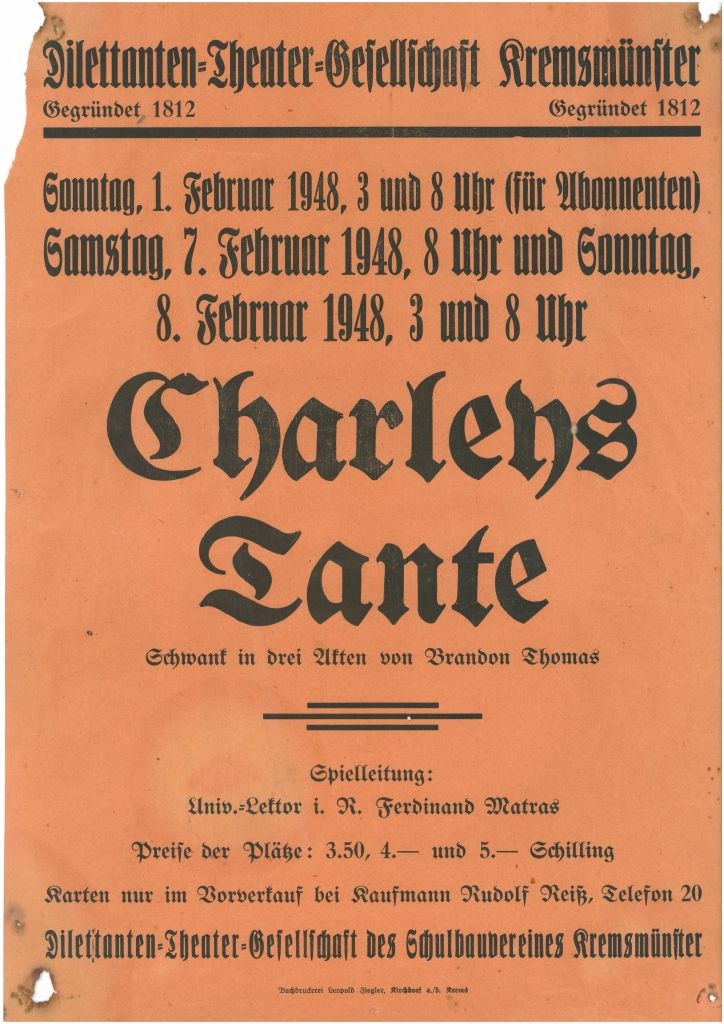 Dilettanten-Theater-Gesellschaft Kremsmünster
Gegründet 1812 Gegründet 1812
Sonntag, 1. Februar 1948, 3 und 8 Uhr (für Abonnenten)
Samstag, 7. Februar 1948, 8 Uhr und Sonntag,
8. Februar 1948, 3 und 8 Uhr
Charleys
Tante
Schwank in drei Akten von Brandon Thomas
Spielleitung:
Univ.-Lektor i. R. Ferdinand Matras
Preise der Plätze: 3.50, 4.— und 5.— Schilling
Karten nur im Vorverkauf bei Kaufmann Rudolf Reiß, Telefon 20
Dilettanten-Theater-Gesellschaft des Schulbauvereines Kremsmünster
Buchdruckerei Leopold Ziegler, Kirchdorf a./d. Krems